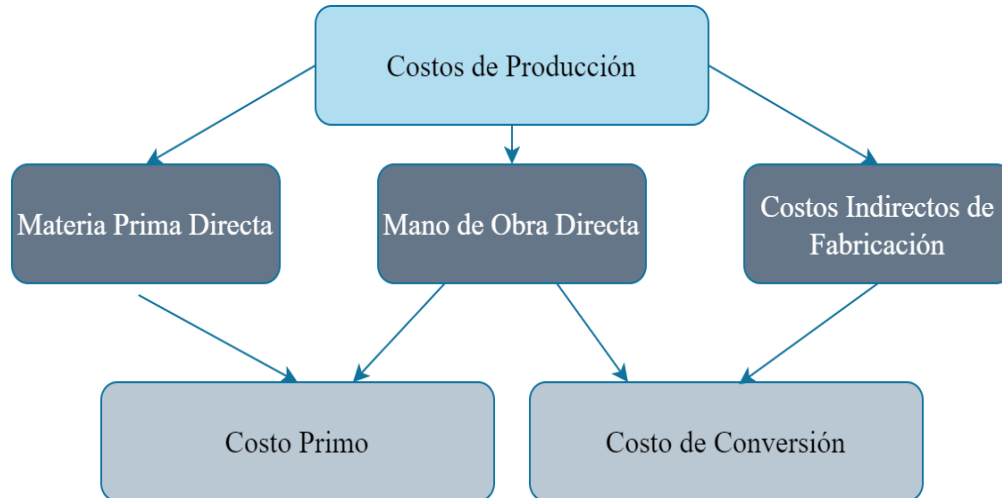 Costos de Producción
Materia Prima Directa
Mano de Obra Directa
Costos Indirectos de
Fabricación
Costo Primo
Costo de Conversión